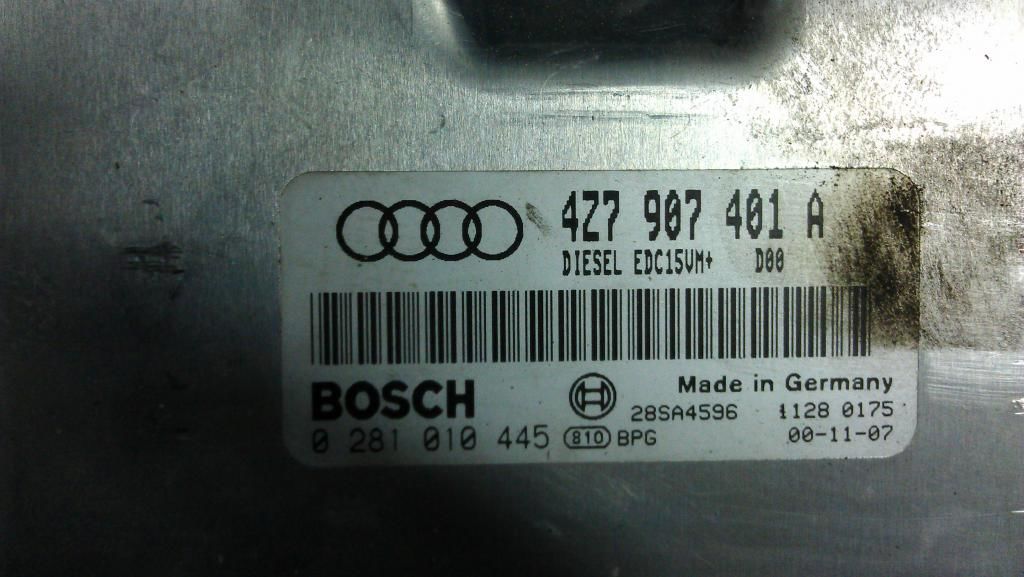 4Z7 907 401 A
DIESEL EDC15VM+ D00
BOSCH
Made in Germany
28SA4596 1128 0175
0 281 010 445 810 BPG 00-11-07